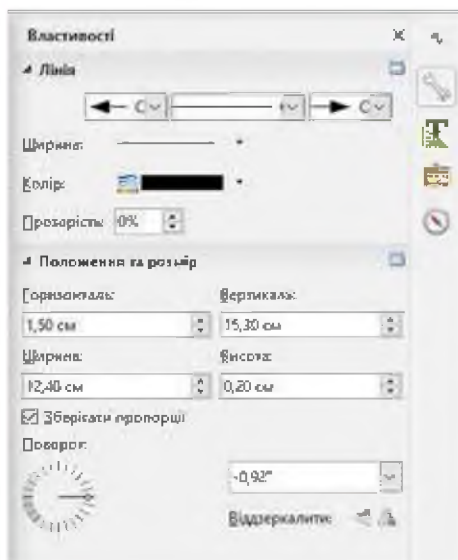 Властивості
Лінія
Ширина:
Колір:
Прозорість: 0%
Положення та розмір
Горизонталь: Вертикаль:
1,50 см 15,30 см
Ширина: Висота:
12,40 см 0,20 см
Зберігати пропорції
Поворот:
-0,92°
Віддзеркалити: